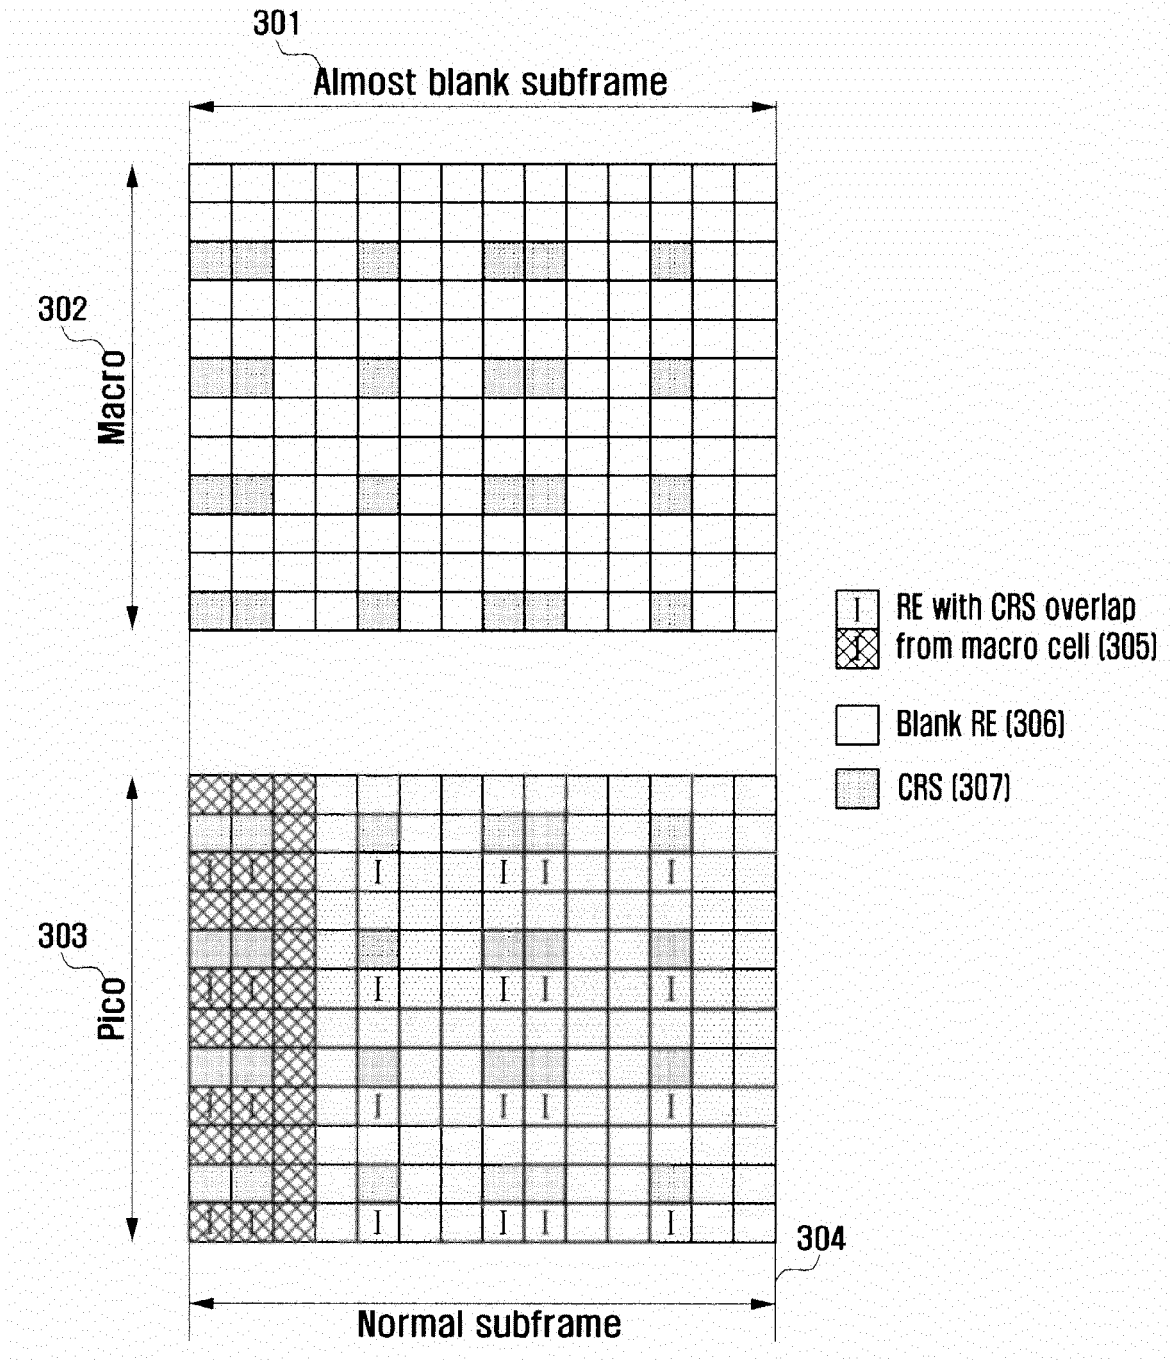 301
Almost blank subframe
302
Macro
I RE with CRS overlap
I from macro cell (305)
Blank RE (306)
CRS (307)
I I I I I I
303
Pico
I I I I I I
I I I I I I
I I I I I I
304
Normal subframe